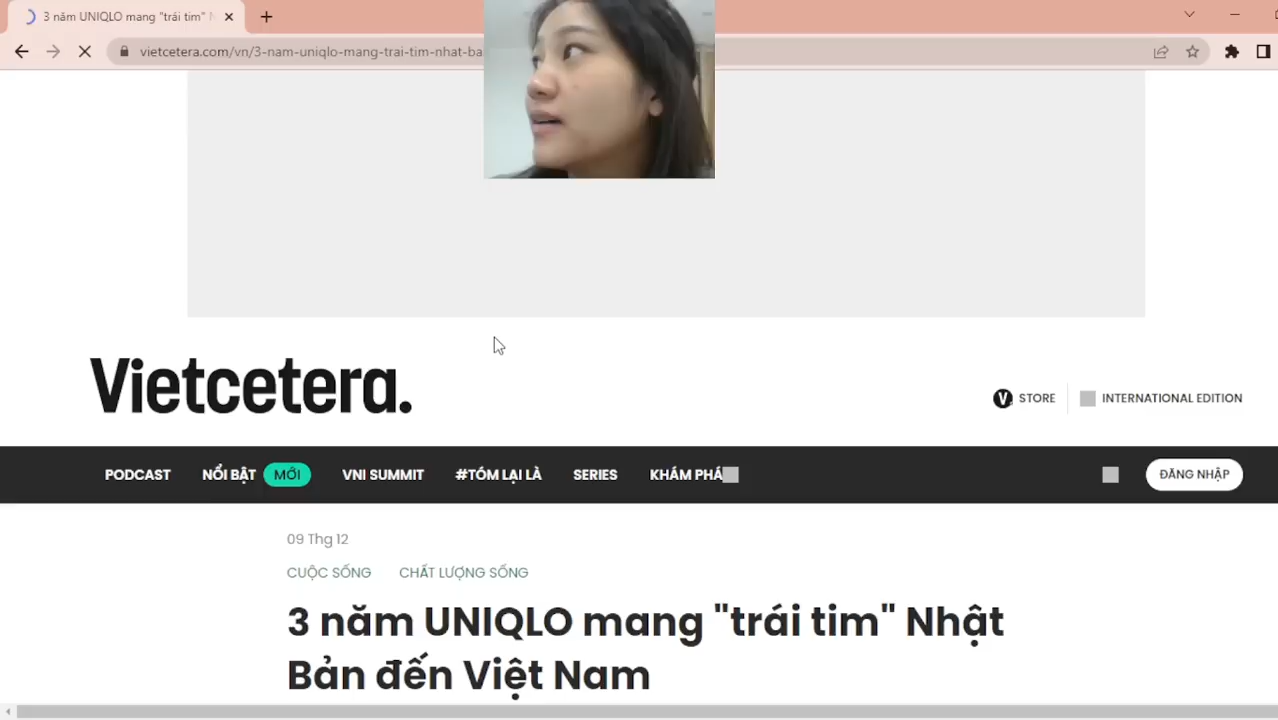 3 năm UNIQLO mang "trái tim"
vietcetera.com/vn/3-nam-uniqlo-mang-trai-tim-nhat-ba
Vietcetera.
V STORE
INTERNATIONAL EDITION
PODCAST NỔI BẬT MỚI VNI SUMMIT #TÓM LẠI LÀ SERIES KHÁM PHÁ ĐĂNG NHẬP
09 Thg 12
CUỘC SỐNG CHẤT LƯỢNG SỐNG
3 năm UNIQLO mang "trái tim" Nhật
Bản đến Việt Nam